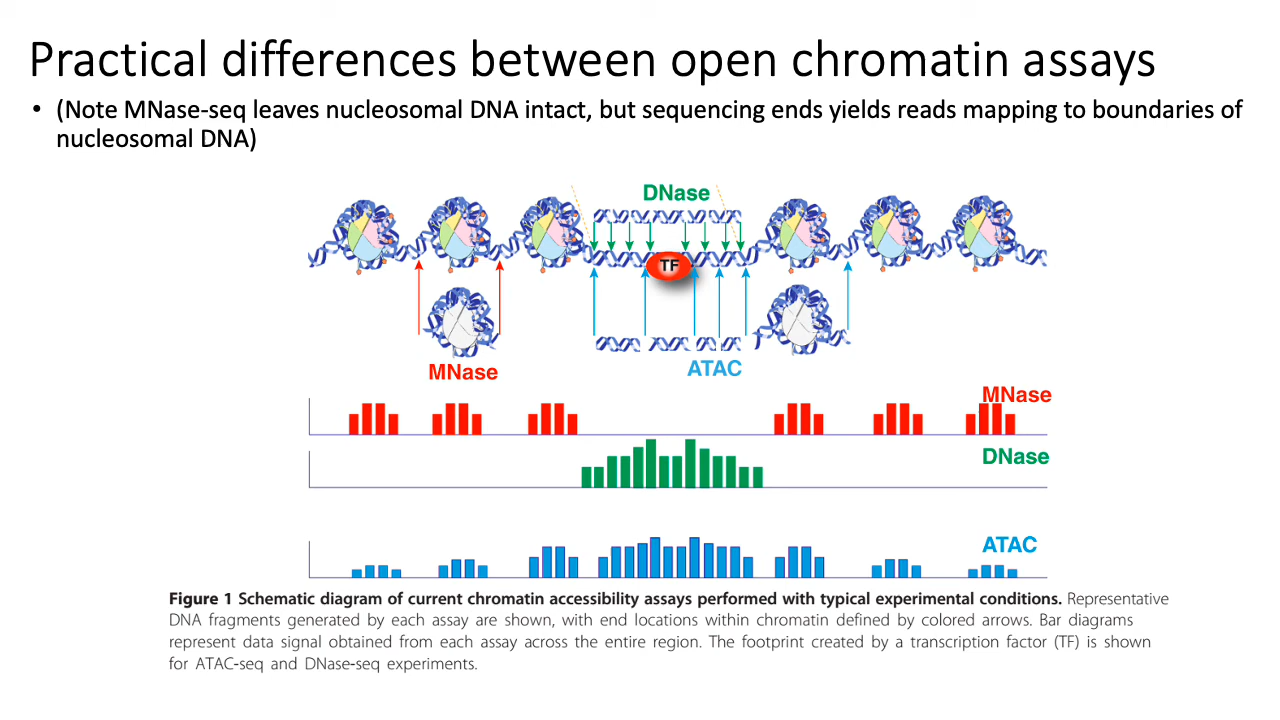 Practical differences between open chromatin assays
• (Note MNase-seq leaves nucleosomal DNA intact, but sequencing ends yields reads mapping to boundaries of
nucleosomal DNA)
DNase
TF
MNase
ATAC
MNase
DNase
ATAC
Figure 1 Schematic diagram of current chromatin accessibility assays performed with typical experimental conditions. Representative
DNA fragments generated by each assay are shown, with end locations within chromatin defined by colored arrows. Bar diagrams
represent data signal obtained from each assay across the entire region. The footprint created by a transcription factor (TF) is shown
for ATAC-seq and DNase-seq experiments.